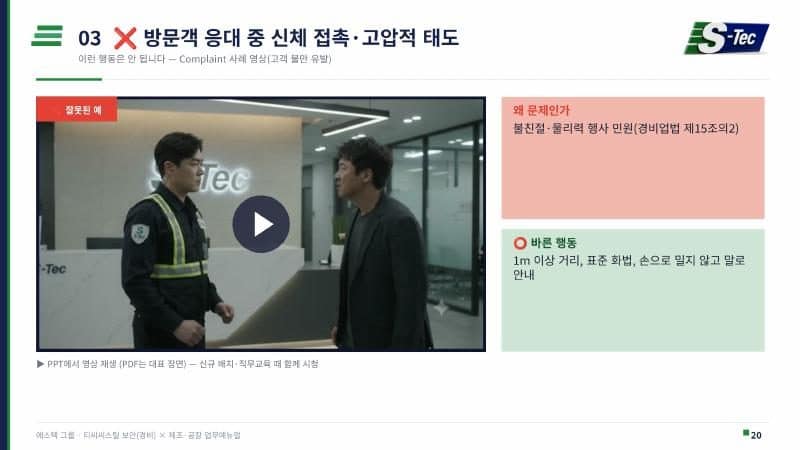 03 ❌ 방문객 응대 중 신체 접촉·고압적 태도
이런 행동은 안 됩니다 — Complaint 사례 영상(고객 불만 유발)
S-Tec
잘못된 예
S-Tec
S
-Tec
왜 문제인가
불친절·물리력 행사 민원(경비업법 제15조의2)
⭕ 바른 행동
1m 이상 거리, 표준 화법, 손으로 밀지 않고 말로
안내
▶ PPT에서 영상 재생 (PDF는 대표 장면) — 신규 배치·직무교육 때 함께 시청
에스텍 그룹 · 티씨씨스틸 보안(경비) × 제조·공장 업무매뉴얼
20